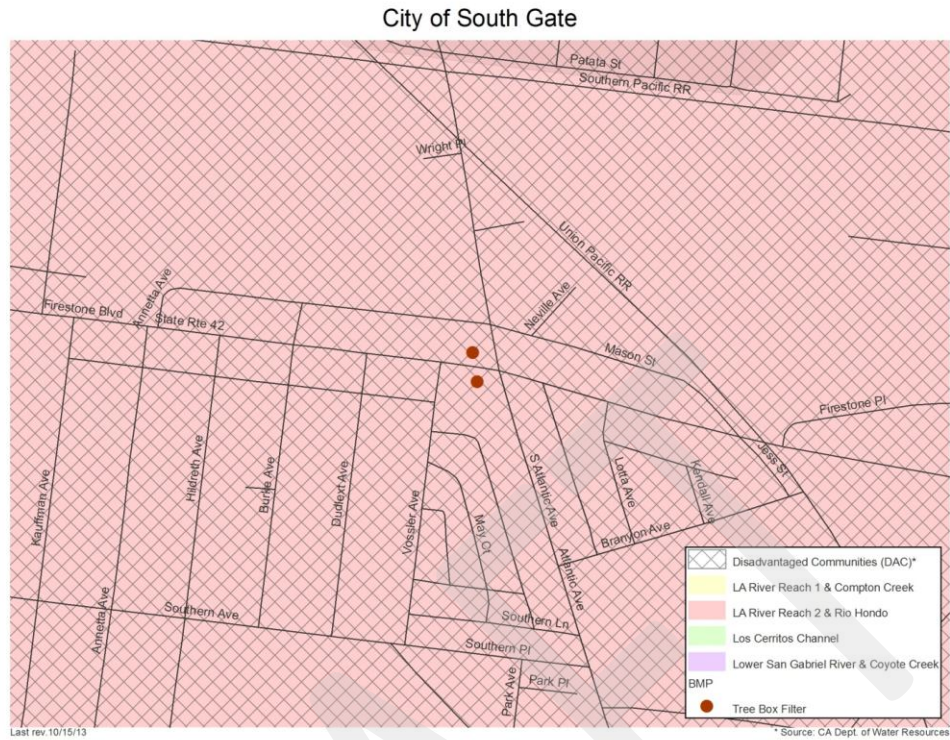 City of South Gate
Patata St
Southern Pacific RR
Wright Pl
Union Pacific RR
Annetta Ave
Neville Ave
Firestone Blvd
State Rte 42
Mason St
Firestone Pl
Jess St
Kauffman Ave
Hildreth Ave
Burke Ave
Dudlext Ave
Vossler Ave
May Ct
S Atlantic Ave
Lotta Ave
Kendall Ave
Branyon Ave
Atlantic Ave
Annetta Ave
Southern Ave
Southern Ln
Southern Pl
Park Ave
Park Pl
Disadvantaged Communities (DAC)*
LA River Reach 1 & Compton Creek
LA River Reach 2 & Rio Hondo
Los Cerritos Channel
Lower San Gabriel River & Coyote Creek
BMP
Tree Box Filter
Last rev.10/15/13
* Source: CA Dept. of Water Resources